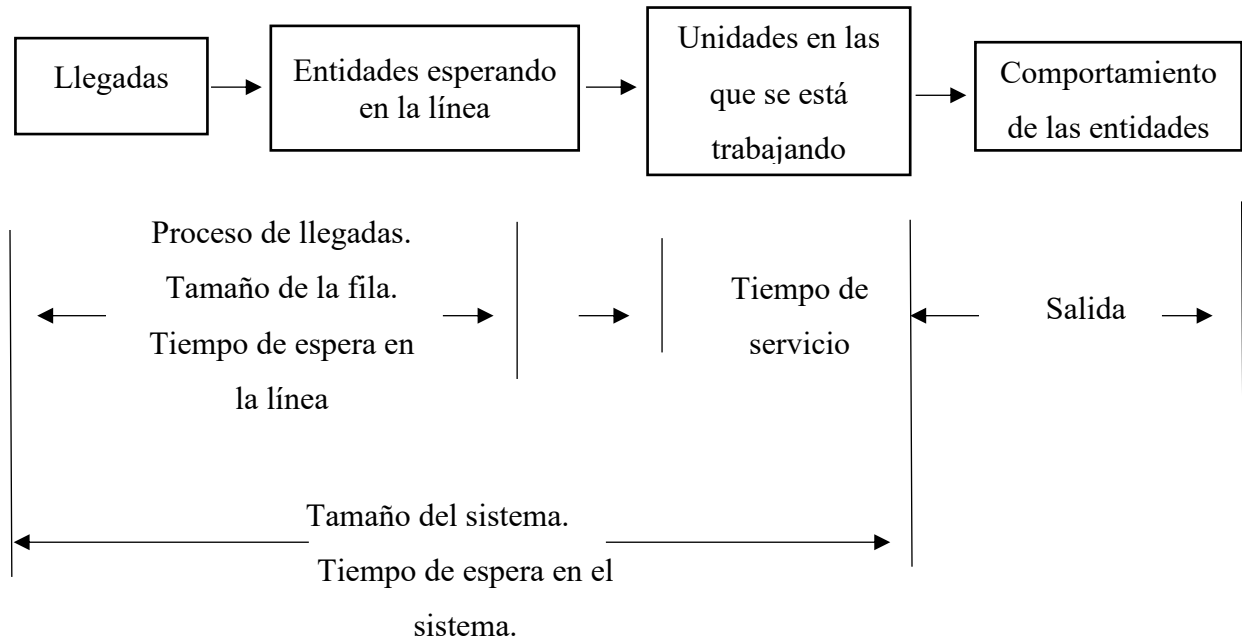 Llegadas
Entidades esperando
en la línea
Unidades en las
que se está
trabajando
Comportamiento
de las entidades
Proceso de llegadas.
Tamaño de la fila.
Tiempo de espera en
la línea
Tiempo de
servicio
Salida
Tamaño del sistema.
Tiempo de espera en el
sistema.